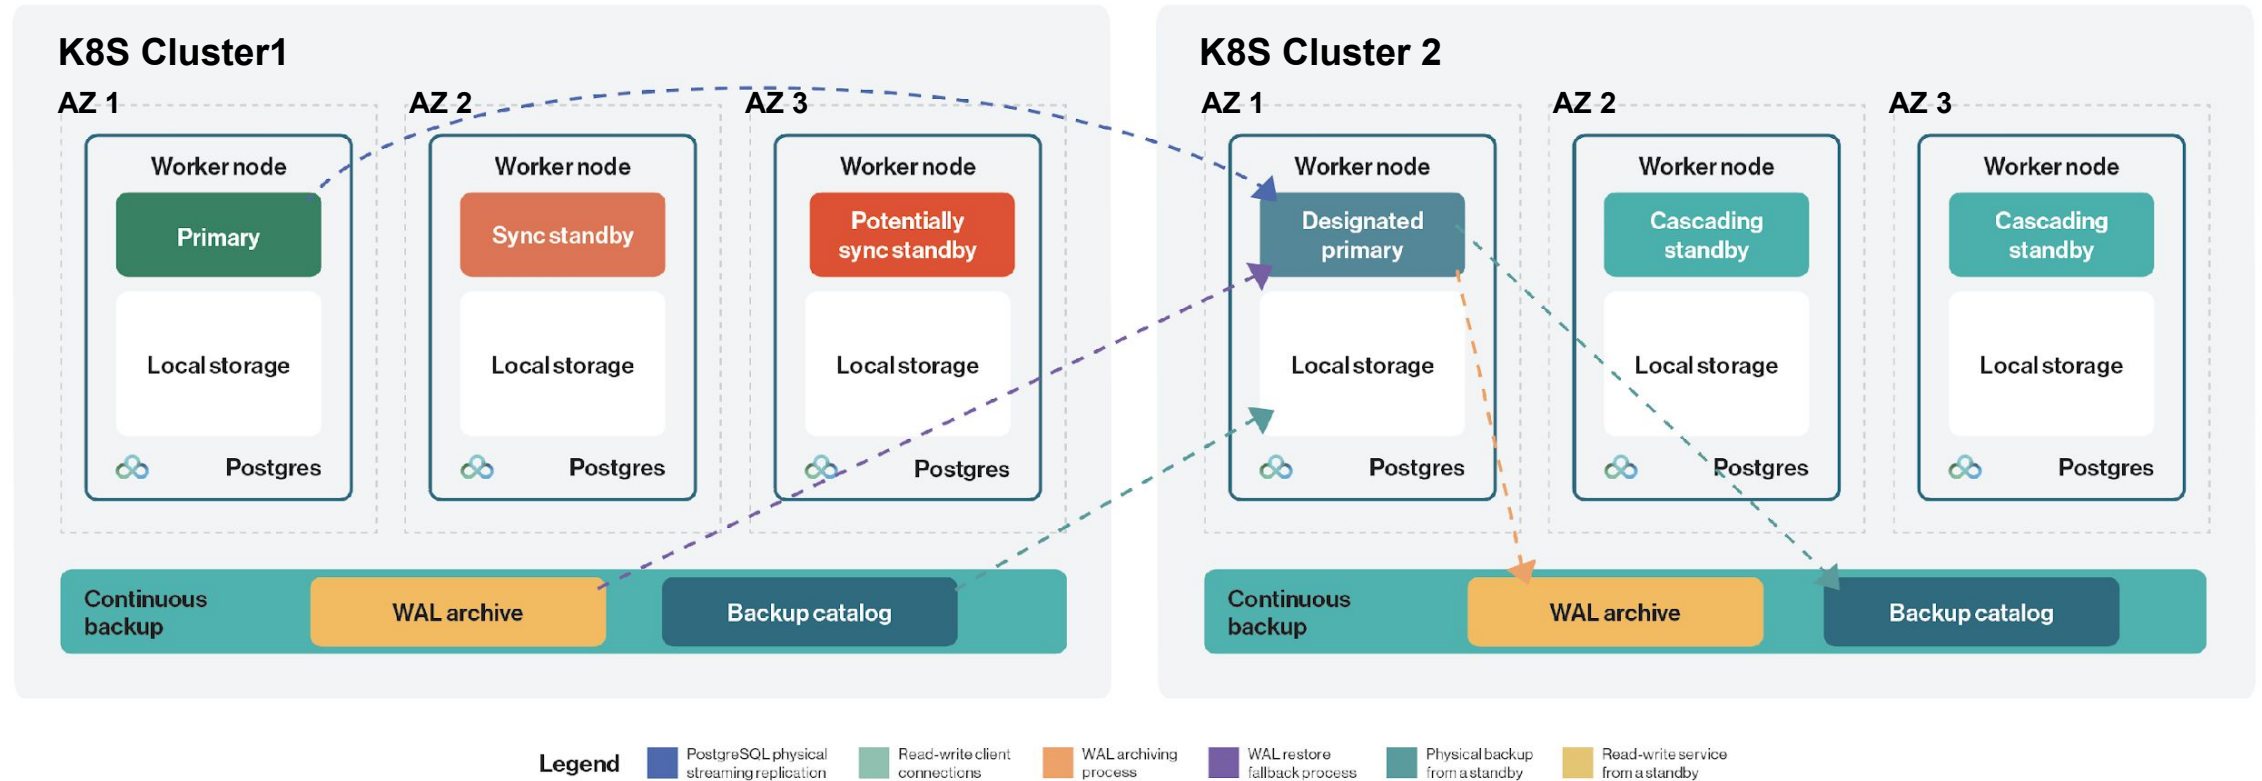 K8S Cluster1
AZ 1
AZ 2
AZ 3
Worker node
Primary
Local storage
Postgres
Worker node
Sync standby
Local storage
Postgres
Worker node
Potentially
sync standby
Local storage
Postgres
Continuous
backup
WAL archive
Backup catalog
K8S Cluster 2
AZ 1
AZ 2
AZ 3
Worker node
Designated
primary
Local storage
Postgres
Worker node
Cascading
standby
Local storage
Postgres
Worker node
Cascading
standby
Local storage
Postgres
Continuous
backup
WAL archive
Backup catalog
Legend
PostgreSQL physical
streaming replication
Read-write client
connections
WAL archiving
process
WAL restore
fallback process
Physical backup
from a standby
Read-write service
from a standby